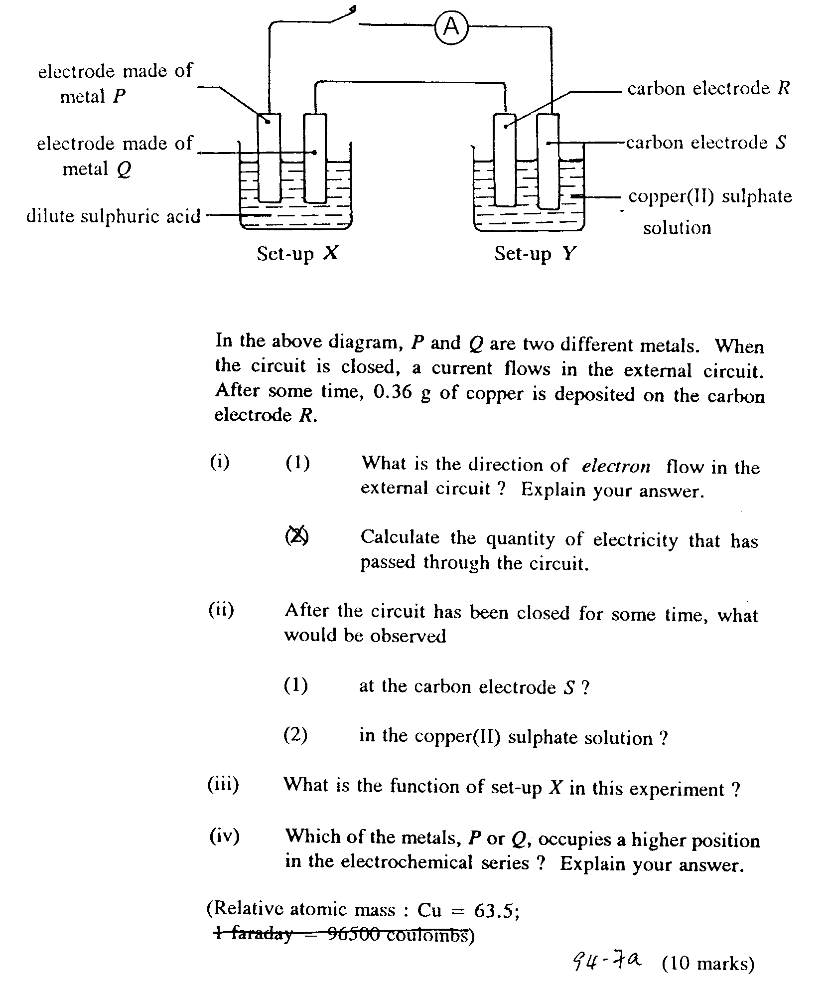 A
electrode made of
metal P
carbon electrode R
electrode made of
metal Q
carbon electrode S
dilute sulphuric acid
copper(II) sulphate
solution
Set-up X
Set-up Y
In the above diagram, P and Q are two different metals. When
the circuit is closed, a current flows in the external circuit.
After some time, 0.36 g of copper is deposited on the carbon
electrode R.
(i) (1) What is the direction of electron flow in the
external circuit ? Explain your answer.
(2) Calculate the quantity of electricity that has
passed through the circuit.
(ii) After the circuit has been closed for some time, what
would be observed
(1) at the carbon electrode S ?
(2) in the copper(II) sulphate solution ?
(iii) What is the function of set-up X in this experiment ?
(iv) Which of the metals, P or Q, occupies a higher position
in the electrochemical series ? Explain your answer.
(Relative atomic mass : Cu = 63.5;
1 faraday = 96500 coulombs)
94-7a (10 marks)